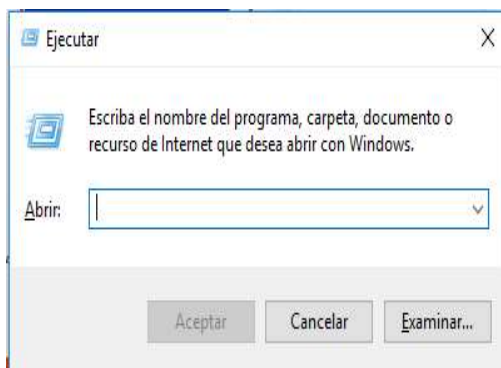 Ejecutar
Escriba el nombre del programa, carpeta, documento o
recurso de Internet que desea abrir con Windows.
Abrir:
Aceptar
Cancelar
Examinar...